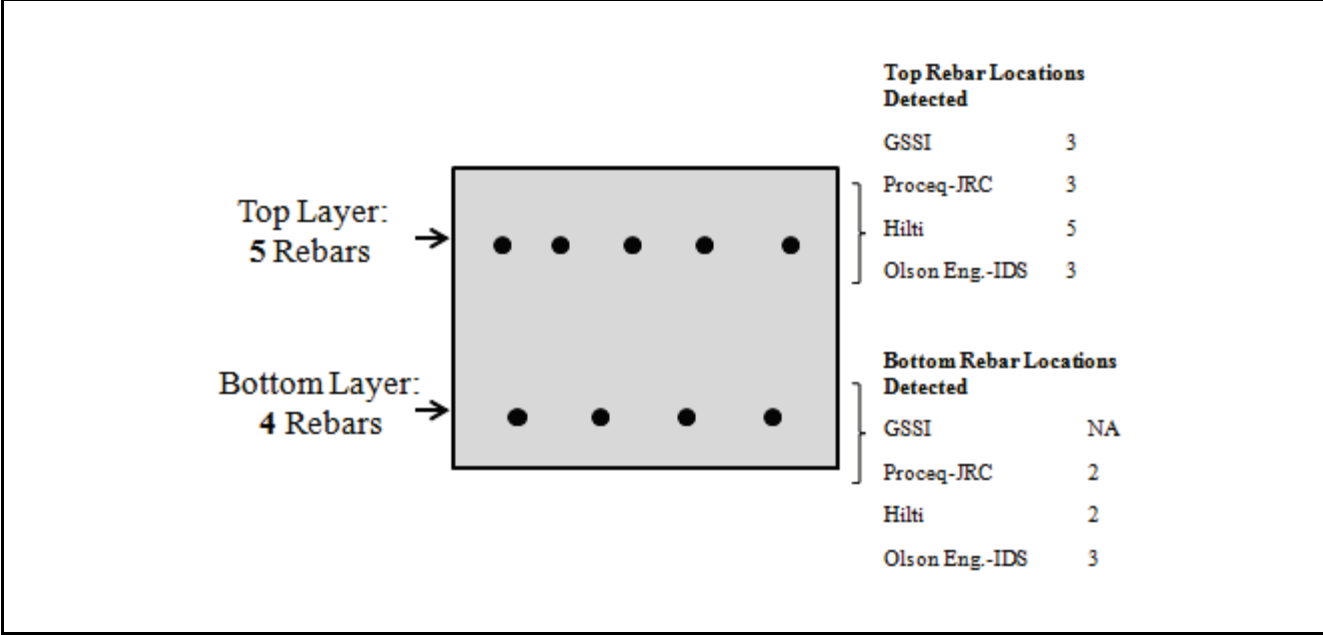 Top Layer:
5 Rebars
Bottom Layer:
4 Rebars
Top Rebar Locations
Detected
GSSI 3
Proceq-JRC 3
Hilti 5
Olson Eng.-IDS 3
Bottom Rebar Locations
Detected
GSSI NA
Proceq-JRC 2
Hilti 2
Olson Eng.-IDS 3